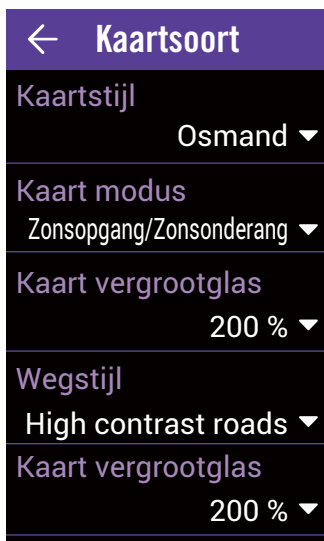 Kaartsoort
Kaartstijl
Osmand
Kaart modus
Zonsopgang/Zonsonderang
Kaart vergrootglas
200 %
Wegstijl
High contrast roads
Kaart vergrootglas
200 %